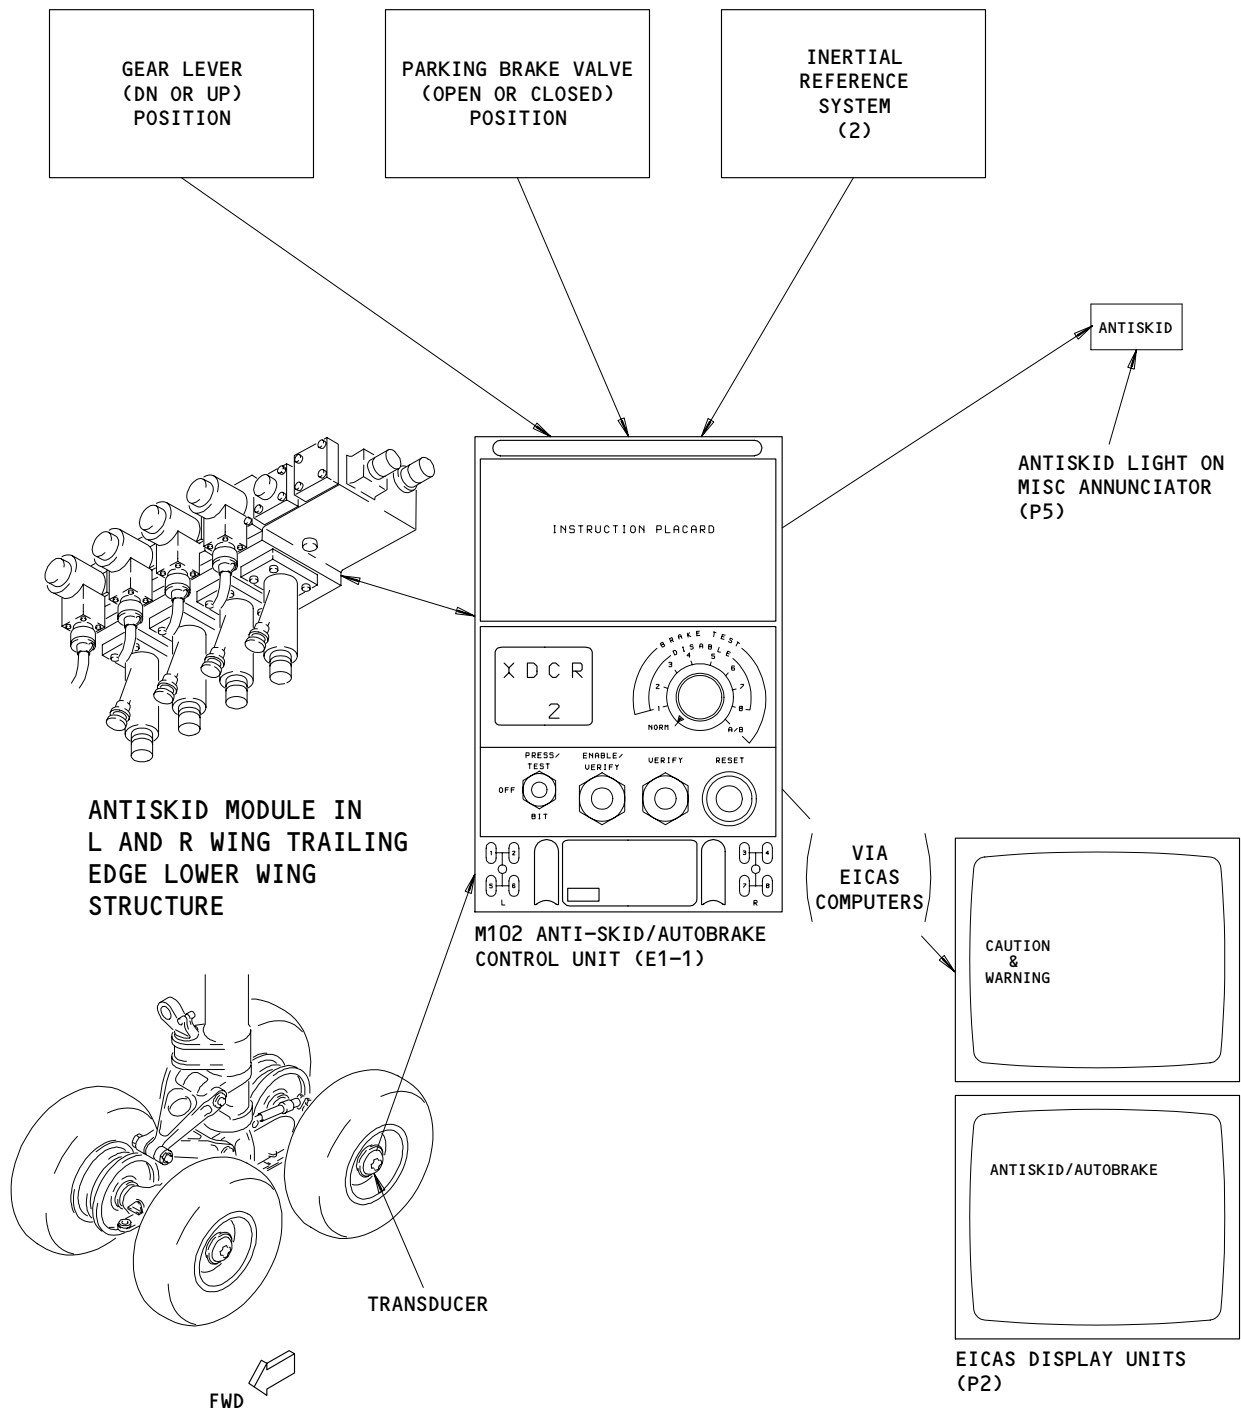 GEAR LEVER
(DN OR UP)
POSITION
PARKING BRAKE VALVE
(OPEN OR CLOSED)
POSITION
INERTIAL
REFERENCE
SYSTEM
(2)
ANTISKID
ANTISKID LIGHT ON
MISC ANNUNCIATOR
(P5)
INSTRUCTION PLACARD
XDCR
2
BRAKE TEST
DISABLE
1
2
3
4
5
6
7
8
NORM
A/B
PRESS/
TEST
OFF
BIT
ENABLE/
VERIFY
VERIFY
RESET
1 2
5 6
L
3 4
7 8
R
M102 ANTI-SKID/AUTOBRAKE
CONTROL UNIT (E1-1)
ANTISKID MODULE IN
L AND R WING TRAILING
EDGE LOWER WING
STRUCTURE
VIA
EICAS
COMPUTERS
CAUTION
&
WARNING
ANTISKID/AUTOBRAKE
EICAS DISPLAY UNITS
(P2)
TRANSDUCER
FWD